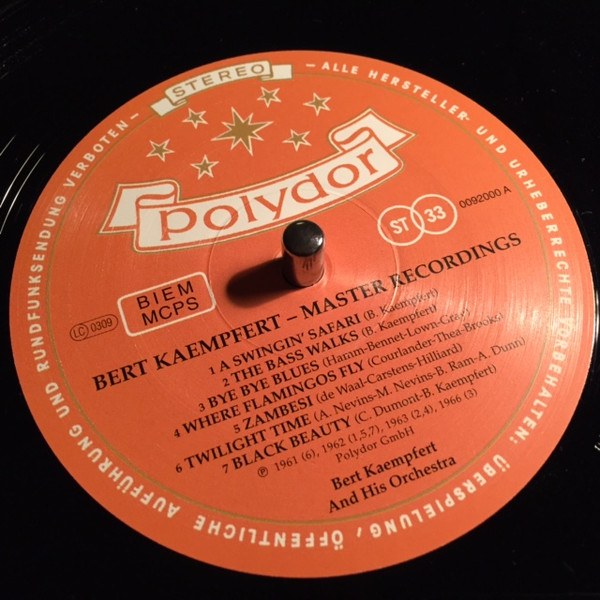 STEREO
polydor
ST 33
0092000 A
BIEM
MCPS
LC 0309
BERT KAEMPFERT – MASTER RECORDINGS
1 A SWINGIN' SAFARI (B. Kaempfert)
2 THE BASS WALKS (B. Kaempfert)
3 BYE BYE BLUES (Hamm-Bennet-Lown-Gray)
4 WHERE FLAMINGOS FLY (Courlander-Thea-Brooks)
5 ZAMBESI (de Waal-Carstens-Hilliard)
6 TWILIGHT TIME (A. Nevins-M. Nevins-B. Ram-A. Dunn)
7 BLACK BEAUTY (C. Dumont-B. Kaempfert)
℗ 1961 (6), 1962 (1,5,7), 1963 (2,4), 1966 (3)
Polydor GmbH
Bert Kaempfert
And His Orchestra
– ALLE HERSTELLER- UND URHEBERRECHTE VORBEHALTEN: ÜBERSPIELUNG, ÖFFENTLICHE AUFFÜHRUNG UND RUNDFUNKSENDUNG VERBOTEN –